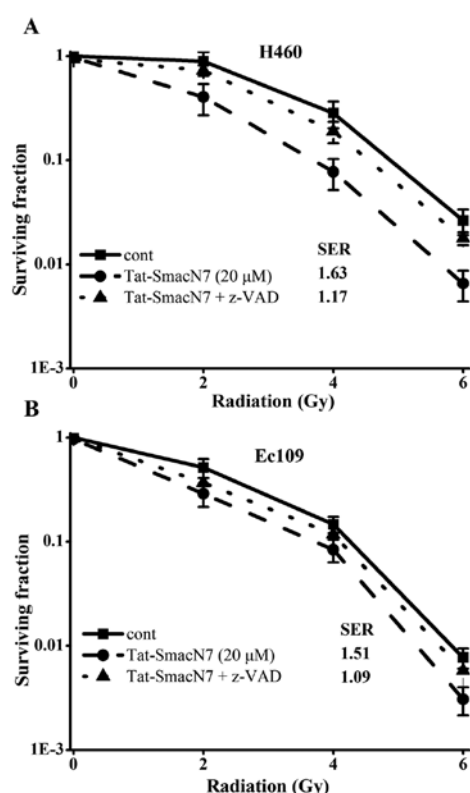 A
H460
1
0.1
0.01
1E-3
Surviving fraction
cont
SER
Tat-SmacN7 (20 μM)
1.63
Tat-SmacN7 + z-VAD
1.17
0
2
4
6
Radiation (Gy)
B
Ec109
1
0.1
0.01
1E-3
Surviving fraction
cont
SER
Tat-SmacN7 (20 μM)
1.51
Tat-SmacN7 + z-VAD
1.09
0
2
4
6
Radiation (Gy)